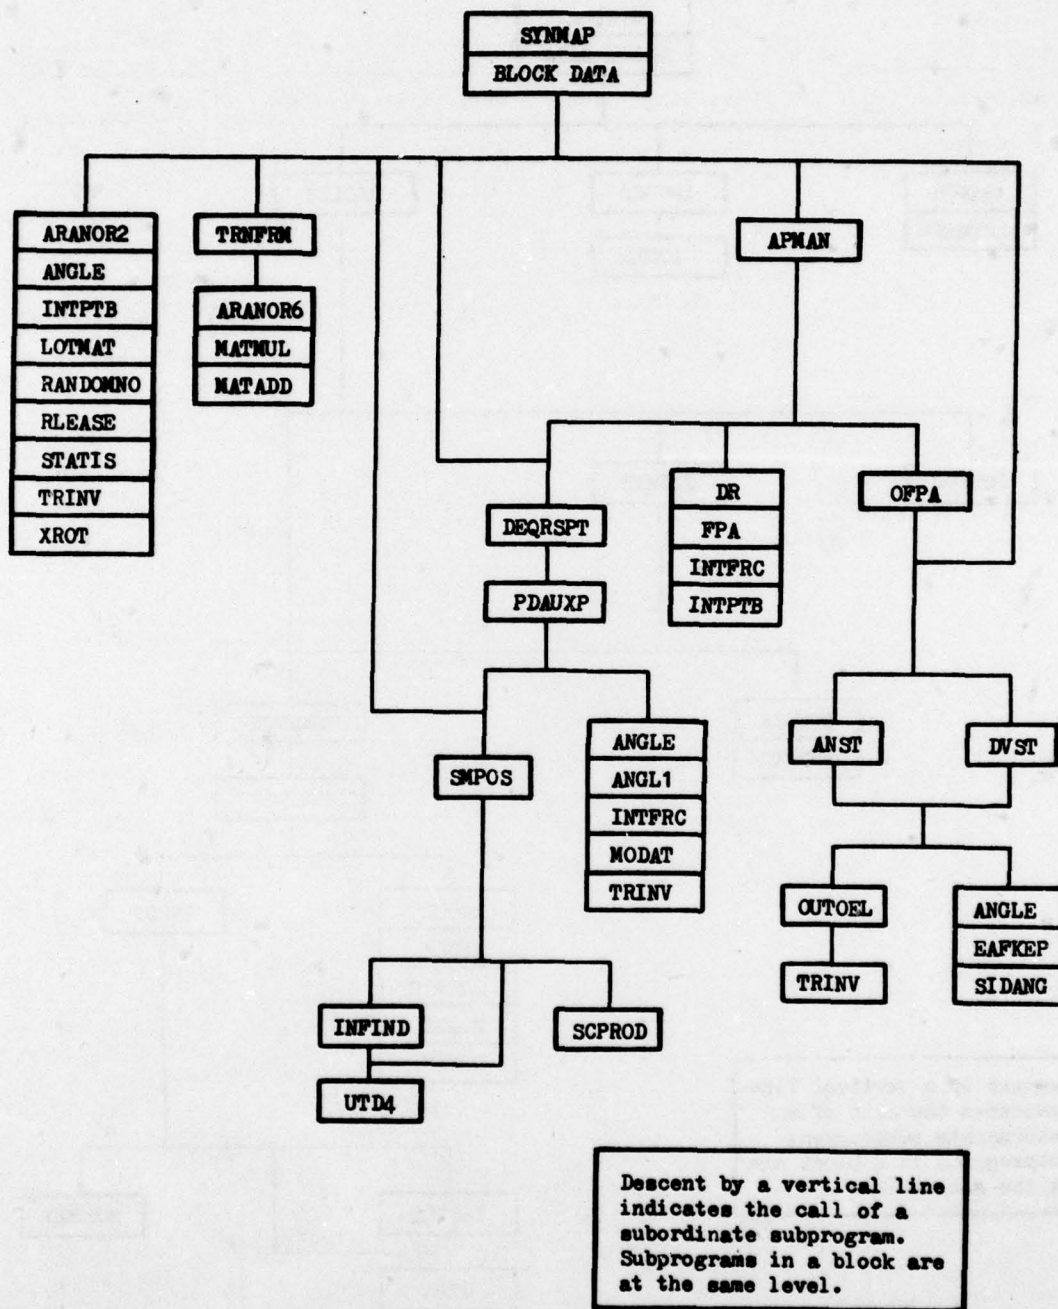 SYNMAP
BLOCK DATA
ARANOR2
ANGLE
INTPTB
LOTMAT
RANDOMNO
RLEASE
STATIS
TRINV
XROT
TRNFRM
ARANOR6
MATMUL
MATADD
APMAN
DEQRSPT
PDAUXP
DR
FPA
INTFRC
INTPTB
OFPA
SMPOS
ANGLE
ANGL1
INTFRC
MODAT
TRINV
ANST
DVST
OUTOEL
TRINV
ANGLE
EAFKEP
SIDANG
INFIND
UTD4
SCPROD
Descent by a vertical line
indicates the call of a
subordinate subprogram.
Subprograms in a block are
at the same level.